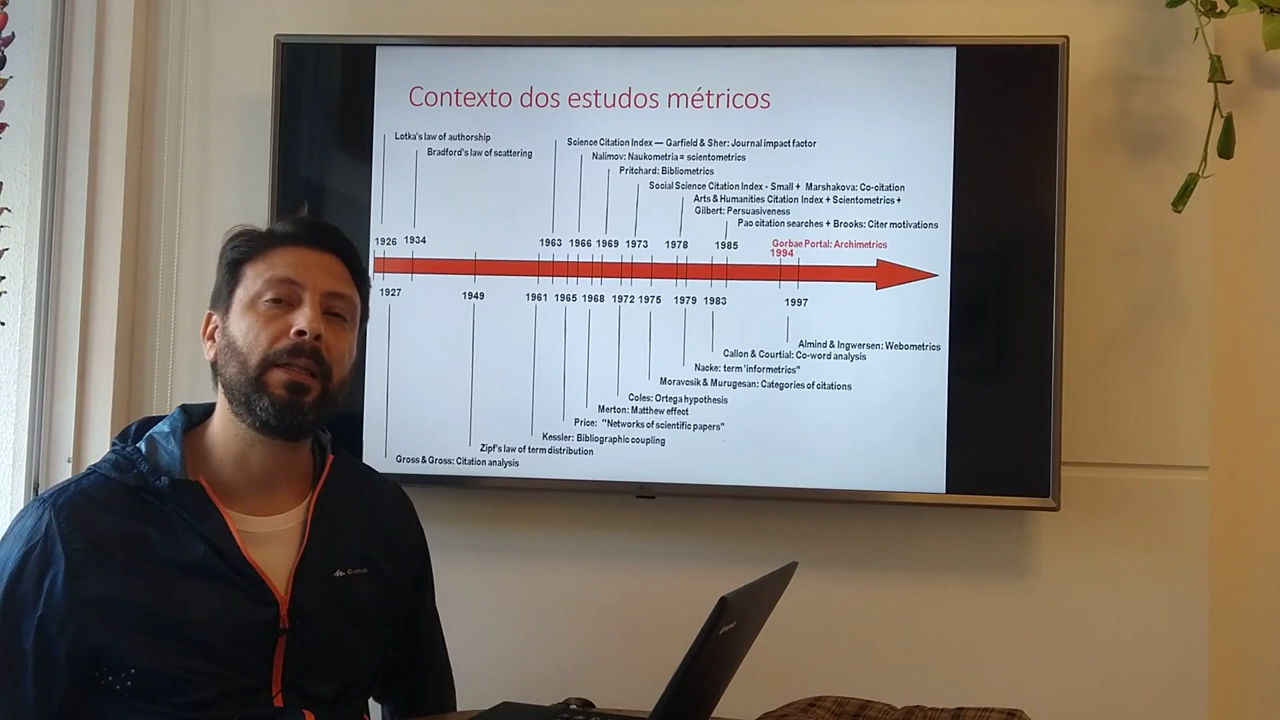 Contexto dos estudos métricos
Lotka's law of authorship
Bradford's law of scattering
Science Citation Index — Garfield & Sher: Journal impact factor
Nalimov: Naukometria = scientometrics
Pritchard: Bibliometrics
Social Science Citation Index - Small + Marshakova: Co-citation
Arts & Humanities Citation Index + Scientometrics +
Gilbert: Persuasiveness
Pao citation searches + Brooks: Citer motivations
1926 1934 1963 1966 1969 1973 1978 1985
Gorbae Portal: Archimetrics
1994
1927 1949 1961 1965 1968 1972 1975 1979 1983 1997
Almind & Ingwersen: Webometrics
Callon & Courtial: Co-word analysis
Nacke: term 'informetrics"
Moravcsik & Murugesan: Categories of citations
Coles: Ortega hypothesis
Merton: Matthew effect
Price: "Networks of scientific papers"
Kessler: Bibliographic coupling
Zipf's law of term distribution
Gross & Gross: Citation analysis